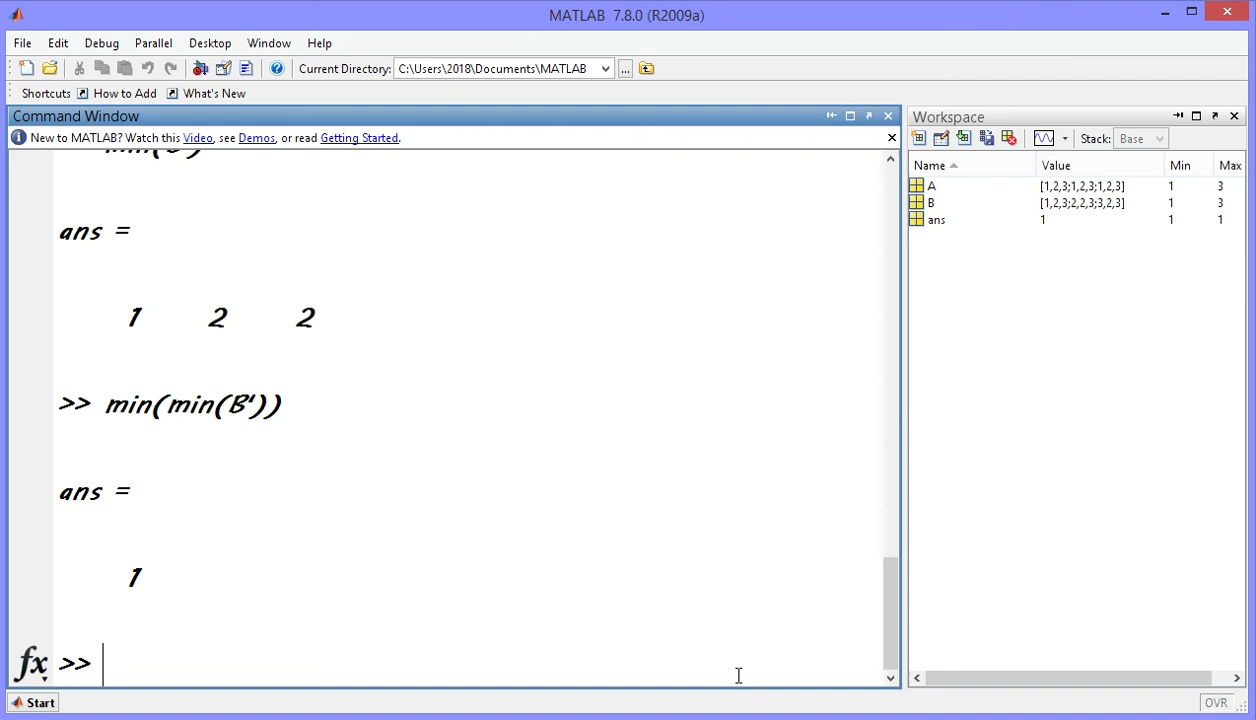 MATLAB 7.8.0 (R2009a)
File Edit Debug Parallel Desktop Window Help
Current Directory: C:\Users\2018\Documents\MATLAB ...
Shortcuts How to Add What's New
Command Window
New to MATLAB? Watch this Video, see Demos, or read Getting Started.
ans =
1 2 2
>> min(min(B'))
ans =
1
fx >>
Workspace
Stack: Base
Name Value Min Max
A [1,2,3;1,2,3;1,2,3] 1 3
B [1,2,3;2,2,3;3,2,3] 1 3
ans 1 1 1
Start
OVR